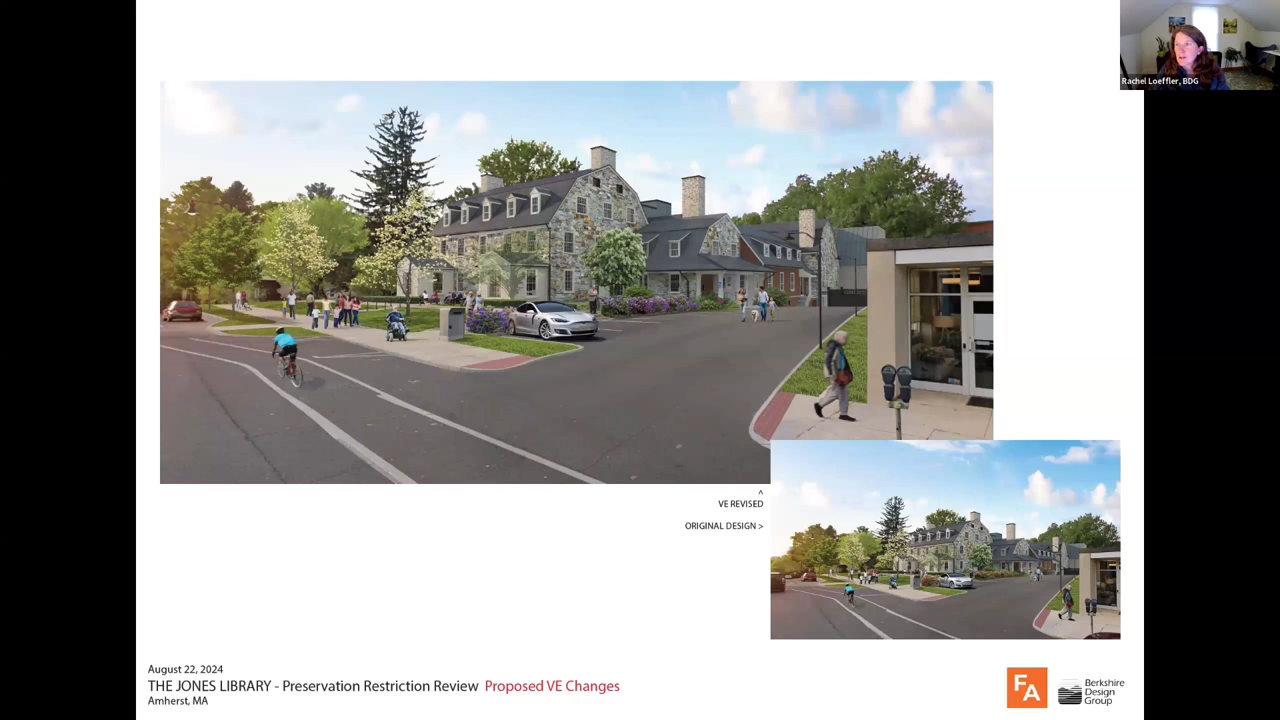 Rachel Loeffler, BDG
^
VE REVISED
ORIGINAL DESIGN >
August 22, 2024
THE JONES LIBRARY - Preservation Restriction Review Proposed VE Changes
Amherst, MA
FA
Berkshire
Design
Group